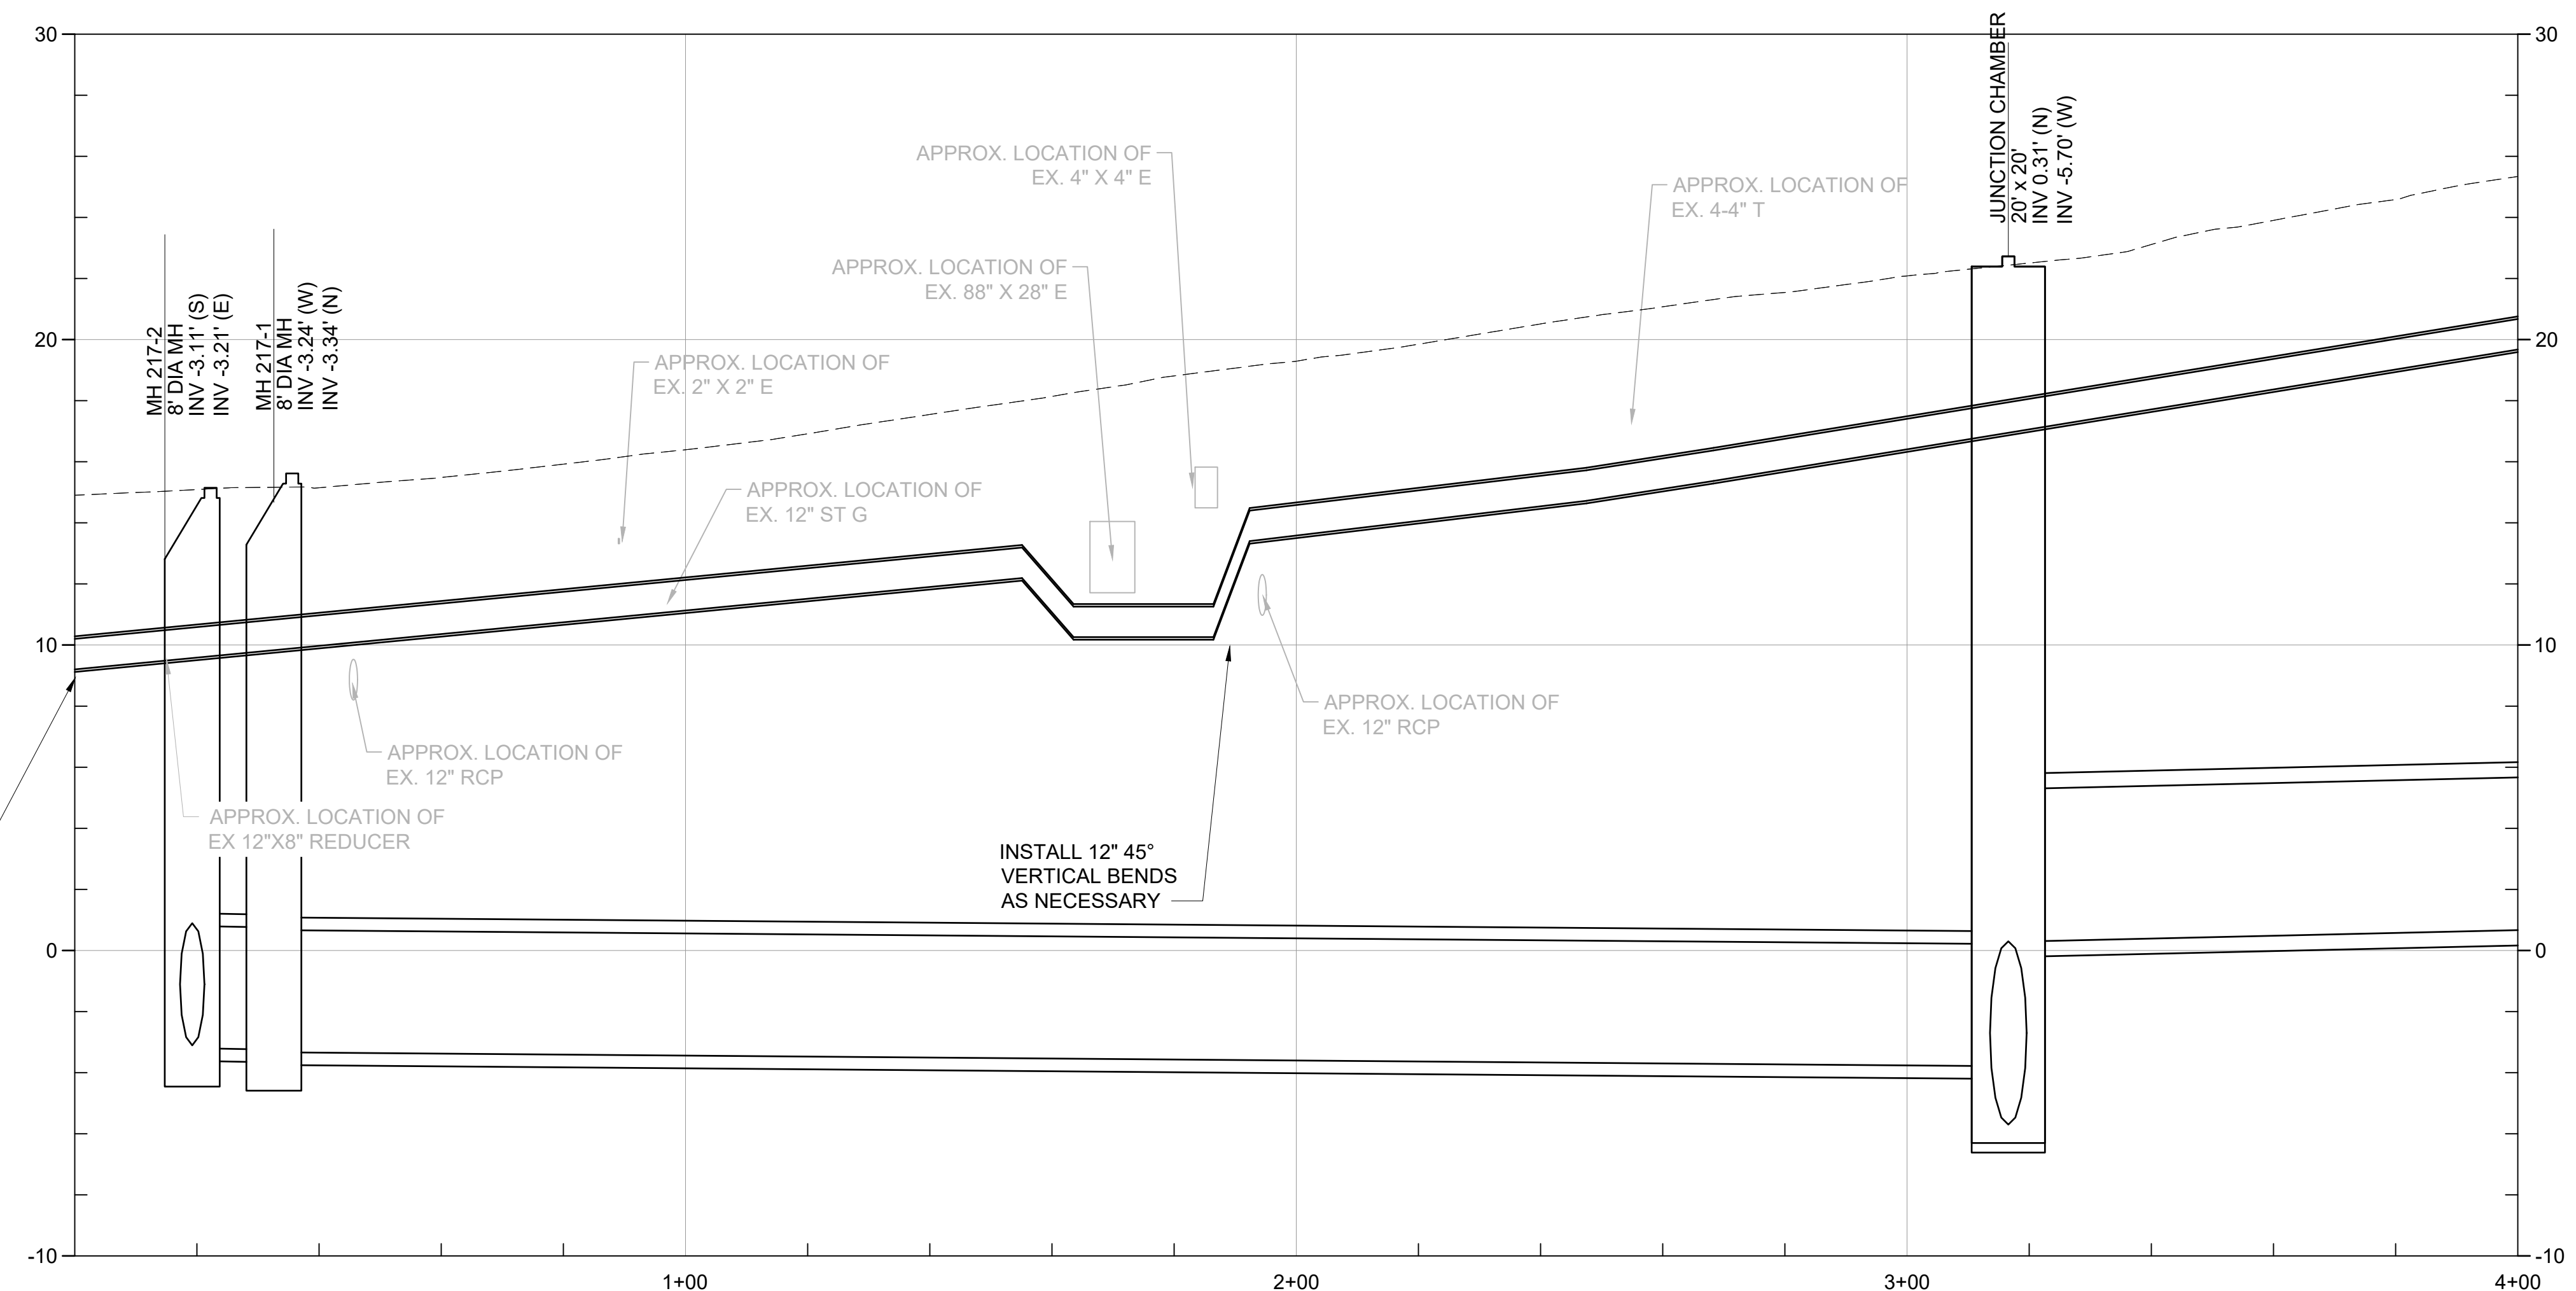 30
20
10
0
-10
30
20
10
0
-10
1+00
2+00
3+00
4+00
MH 217-2
8' DIA MH
INV -3.11' (S)
INV -3.21' (E)
MH 217-1
8' DIA MH
INV -3.24' (W)
INV -3.34' (N)
JUNCTION CHAMBER
20' x 20'
INV 0.31' (N)
INV -5.70' (W)
APPROX. LOCATION OF
EX. 4" X 4" E
APPROX. LOCATION OF
EX. 4-4" T
APPROX. LOCATION OF
EX. 88" X 28" E
APPROX. LOCATION OF
EX. 2" X 2" E
APPROX. LOCATION OF
EX. 12" ST G
APPROX. LOCATION OF
EX. 12" RCP
APPROX. LOCATION OF
EX. 12" RCP
APPROX. LOCATION OF
EX 12"X8" REDUCER
INSTALL 12" 45°
VERTICAL BENDS
AS NECESSARY